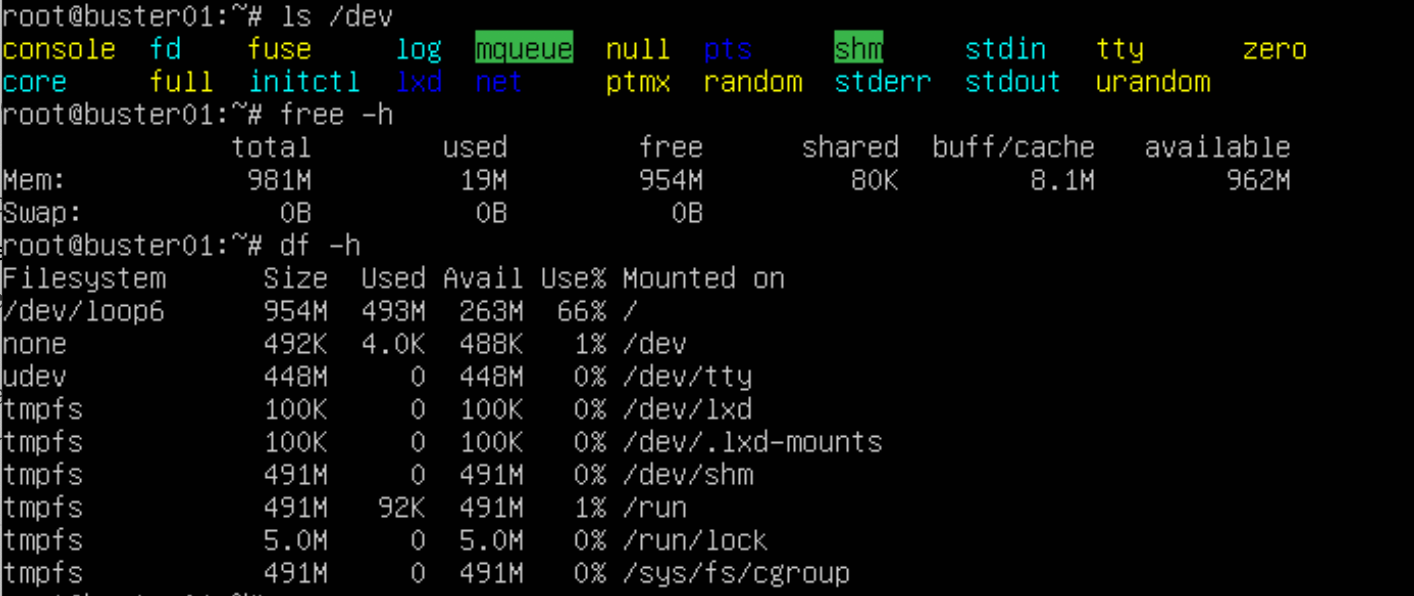 root@buster01:~# ls /dev
console fd fuse log mqueue null pts shm stdin tty zero
core full initctl lxd net ptmx random stderr stdout urandom
root@buster01:~# free -h
total used free shared buff/cache available
Mem: 981M 19M 954M 80K 8.1M 962M
Swap: 0B 0B 0B
root@buster01:~# df -h
Filesystem Size Used Avail Use% Mounted on
/dev/loop6 954M 493M 263M 66% /
none 492K 4.0K 488K 1% /dev
udev 448M 0 448M 0% /dev/tty
tmpfs 100K 0 100K 0% /dev/lxd
tmpfs 100K 0 100K 0% /dev/.lxd-mounts
tmpfs 491M 0 491M 0% /dev/shm
tmpfs 491M 92K 491M 1% /run
tmpfs 5.0M 0 5.0M 0% /run/lock
tmpfs 491M 0 491M 0% /sys/fs/cgroup